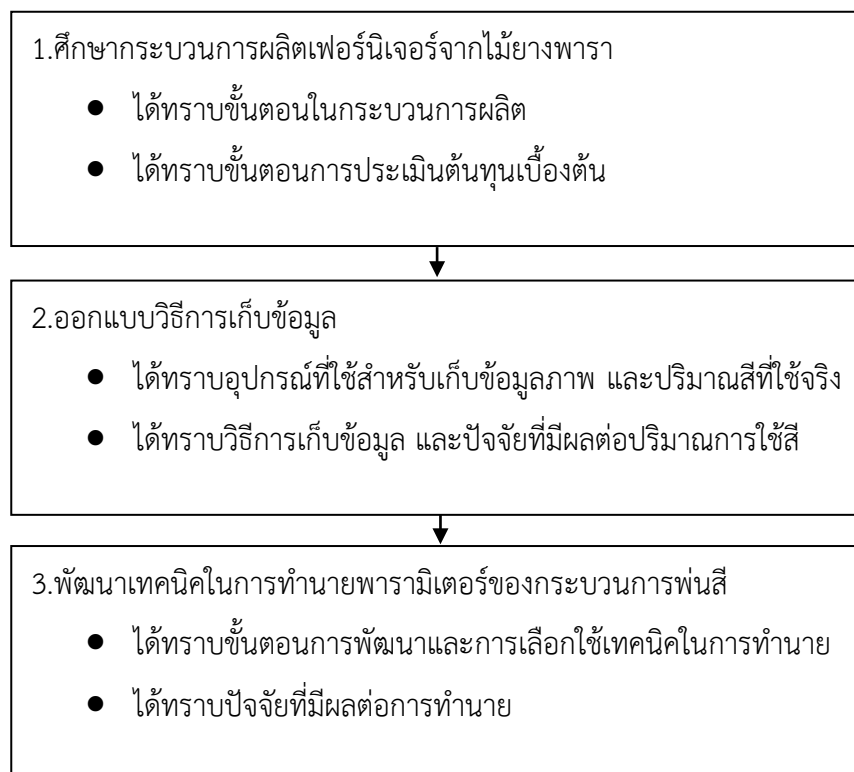 1.ศึกษากระบวนการผลิตเฟอร์นิเจอร์จากไม้ยางพารา
● ได้ทราบขั้นตอนในกระบวนการผลิต
● ได้ทราบขั้นตอนการประเมินต้นทุนเบื้องต้น
2.ออกแบบวิธีการเก็บข้อมูล
● ได้ทราบอุปกรณ์ที่ใช้สำหรับเก็บข้อมูลภาพ และปริมาณสีที่ใช้จริง
● ได้ทราบวิธีการเก็บข้อมูล และปัจจัยที่มีผลต่อปริมาณการใช้สี
3.พัฒนาเทคนิคในการทำนายพารามิเตอร์ของกระบวนการพ่นสี
● ได้ทราบขั้นตอนการพัฒนาและการเลือกใช้เทคนิคในการทำนาย
● ได้ทราบปัจจัยที่มีผลต่อการทำนาย